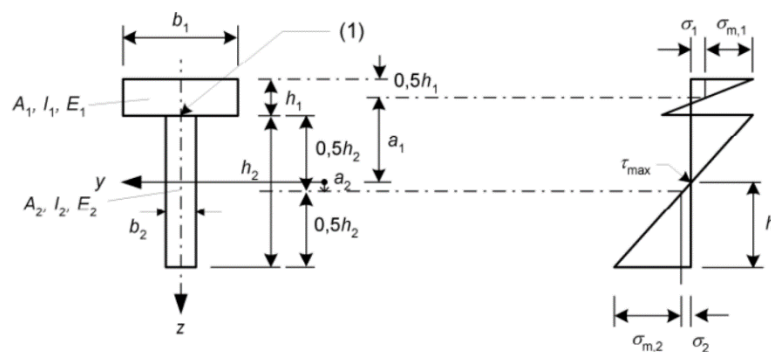 b1
(1)
σ1
σm,1
0,5h1
A1, I1, E1
h1
0,5h2
a1
h2
y
a2
τmax
A2, I2, E2
b2
0,5h2
h
z
σm,2
σ2